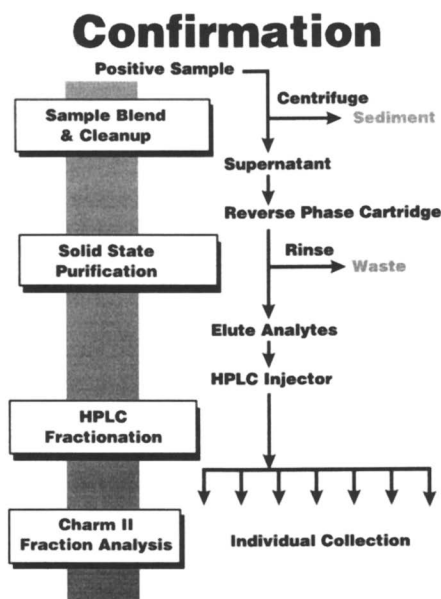 Confirmation
Positive Sample
Centrifuge
Sample Blend
& Cleanup
Sediment
Supernatant
Reverse Phase Cartridge
Solid State
Purification
Rinse
Waste
Elute Analytes
HPLC Injector
HPLC
Fractionation
Charm II
Fraction Analysis
Individual Collection